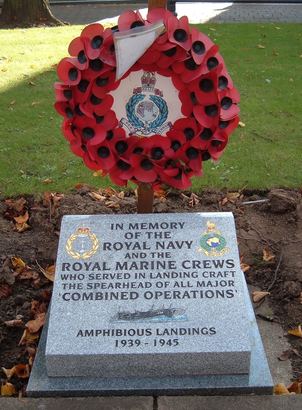 IN MEMORY
OF THE
ROYAL NAVY
AND THE
ROYAL MARINE CREWS
WHO SERVED IN LANDING CRAFT
THE SPEARHEAD OF ALL MAJOR
'COMBINED OPERATIONS'
AMPHIBIOUS LANDINGS
1939 - 1945